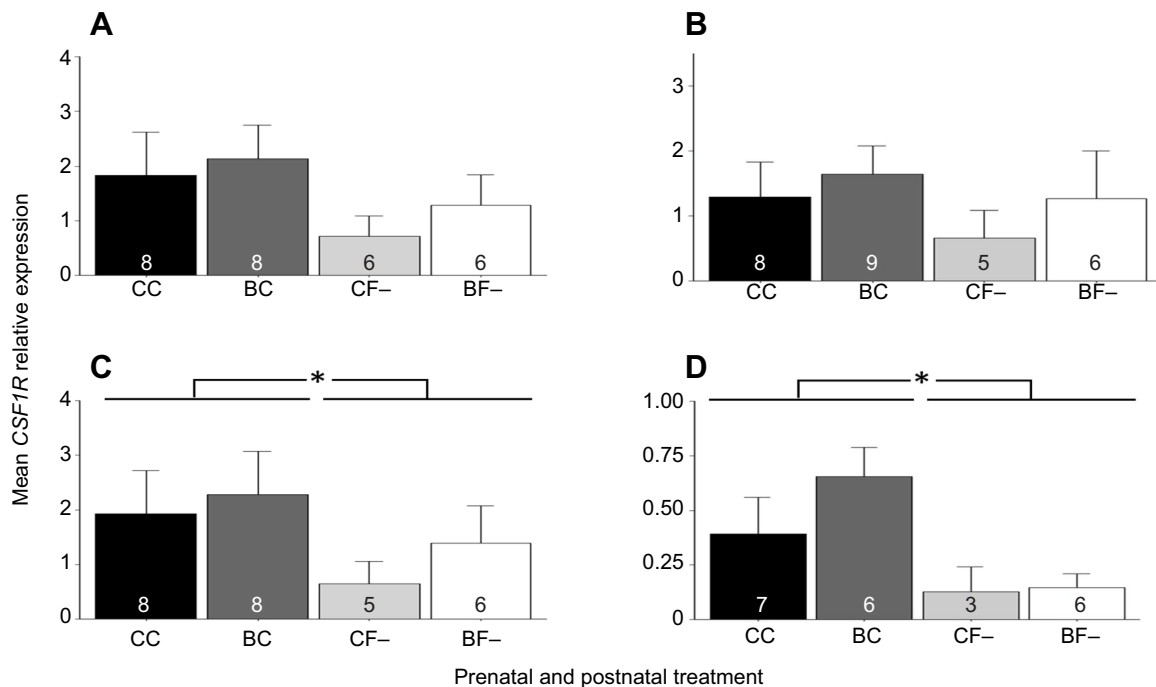 A
4
3
2
1
0
8
8
6
6
CC
BC
CF–
BF–
B
3
2
1
0
8
9
5
6
CC
BC
CF–
BF–
Mean CSF1R relative expression
C
*
4
3
2
1
0
8
8
5
6
CC
BC
CF–
BF–
D
*
1.00
0.75
0.50
0.25
0
7
6
3
6
CC
BC
CF–
BF–
Prenatal and postnatal treatment